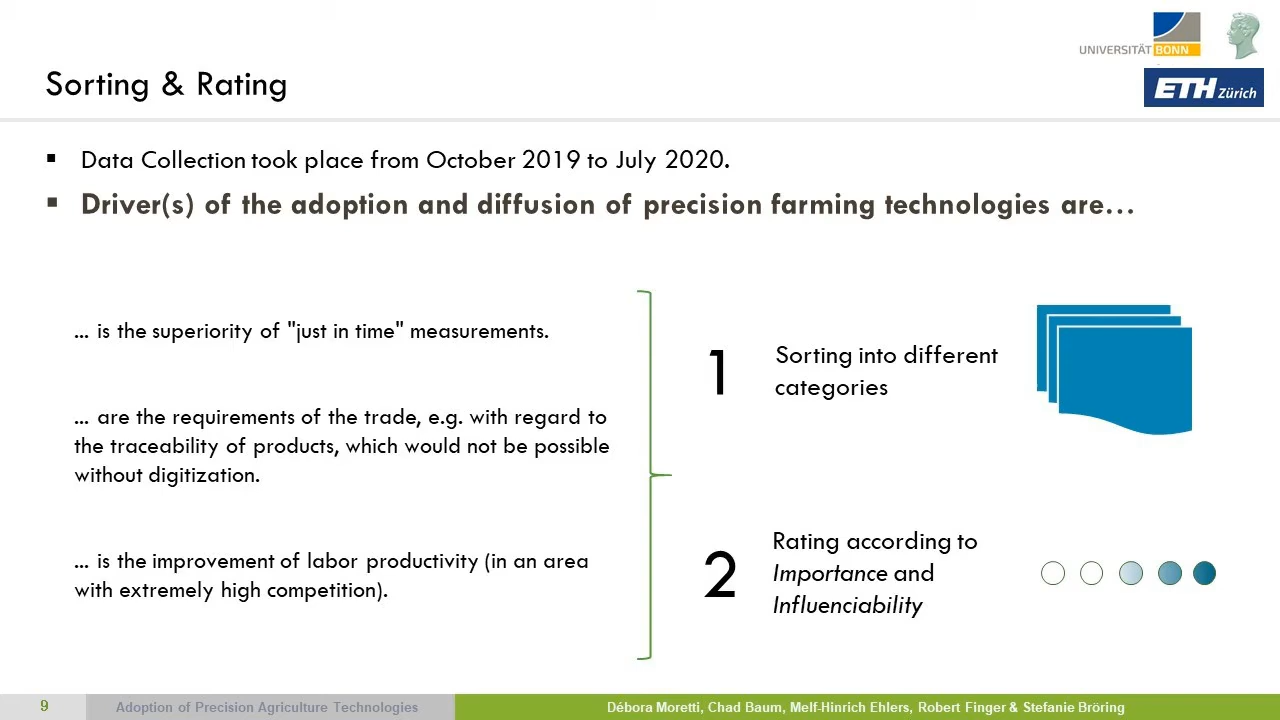 UNIVERSITÄT BONN
Sorting & Rating
ETH Zürich
▪ Data Collection took place from October 2019 to July 2020.
▪ Driver(s) of the adoption and diffusion of precision farming technologies are…
... is the superiority of "just in time" measurements.
... are the requirements of the trade, e.g. with regard to
the traceability of products, which would not be possible
without digitization.
... is the improvement of labor productivity (in an area
with extremely high competition).
1
Sorting into different
categories
2
Rating according to
Importance and
Influenciability
9
Adoption of Precision Agriculture Technologies
Débora Moretti, Chad Baum, Melf-Hinrich Ehlers, Robert Finger & Stefanie Bröring